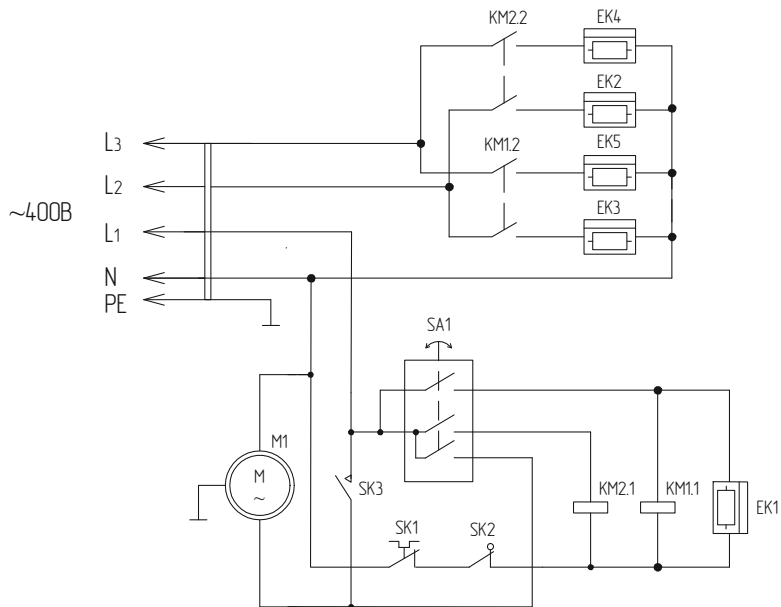 KM2.2
EK4
EK2
L3
KM1.2
EK5
L2
EK3
~400В
L1
N
PE
SA1
M1
M
~
SK3
KM2.1
KM1.1
EK1
SK1
SK2